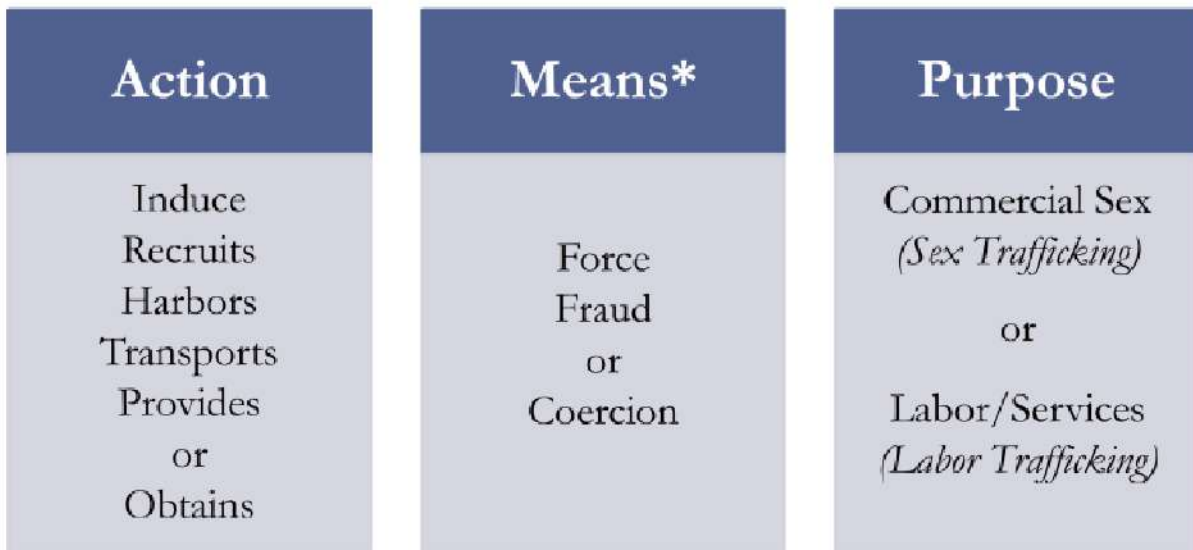 Action
Induce
Recruits
Harbors
Transports
Provides
or
Obtains
Means*
Force
Fraud
or
Coercion
Purpose
Commercial Sex
(Sex Trafficking)
or
Labor/Services
(Labor Trafficking)